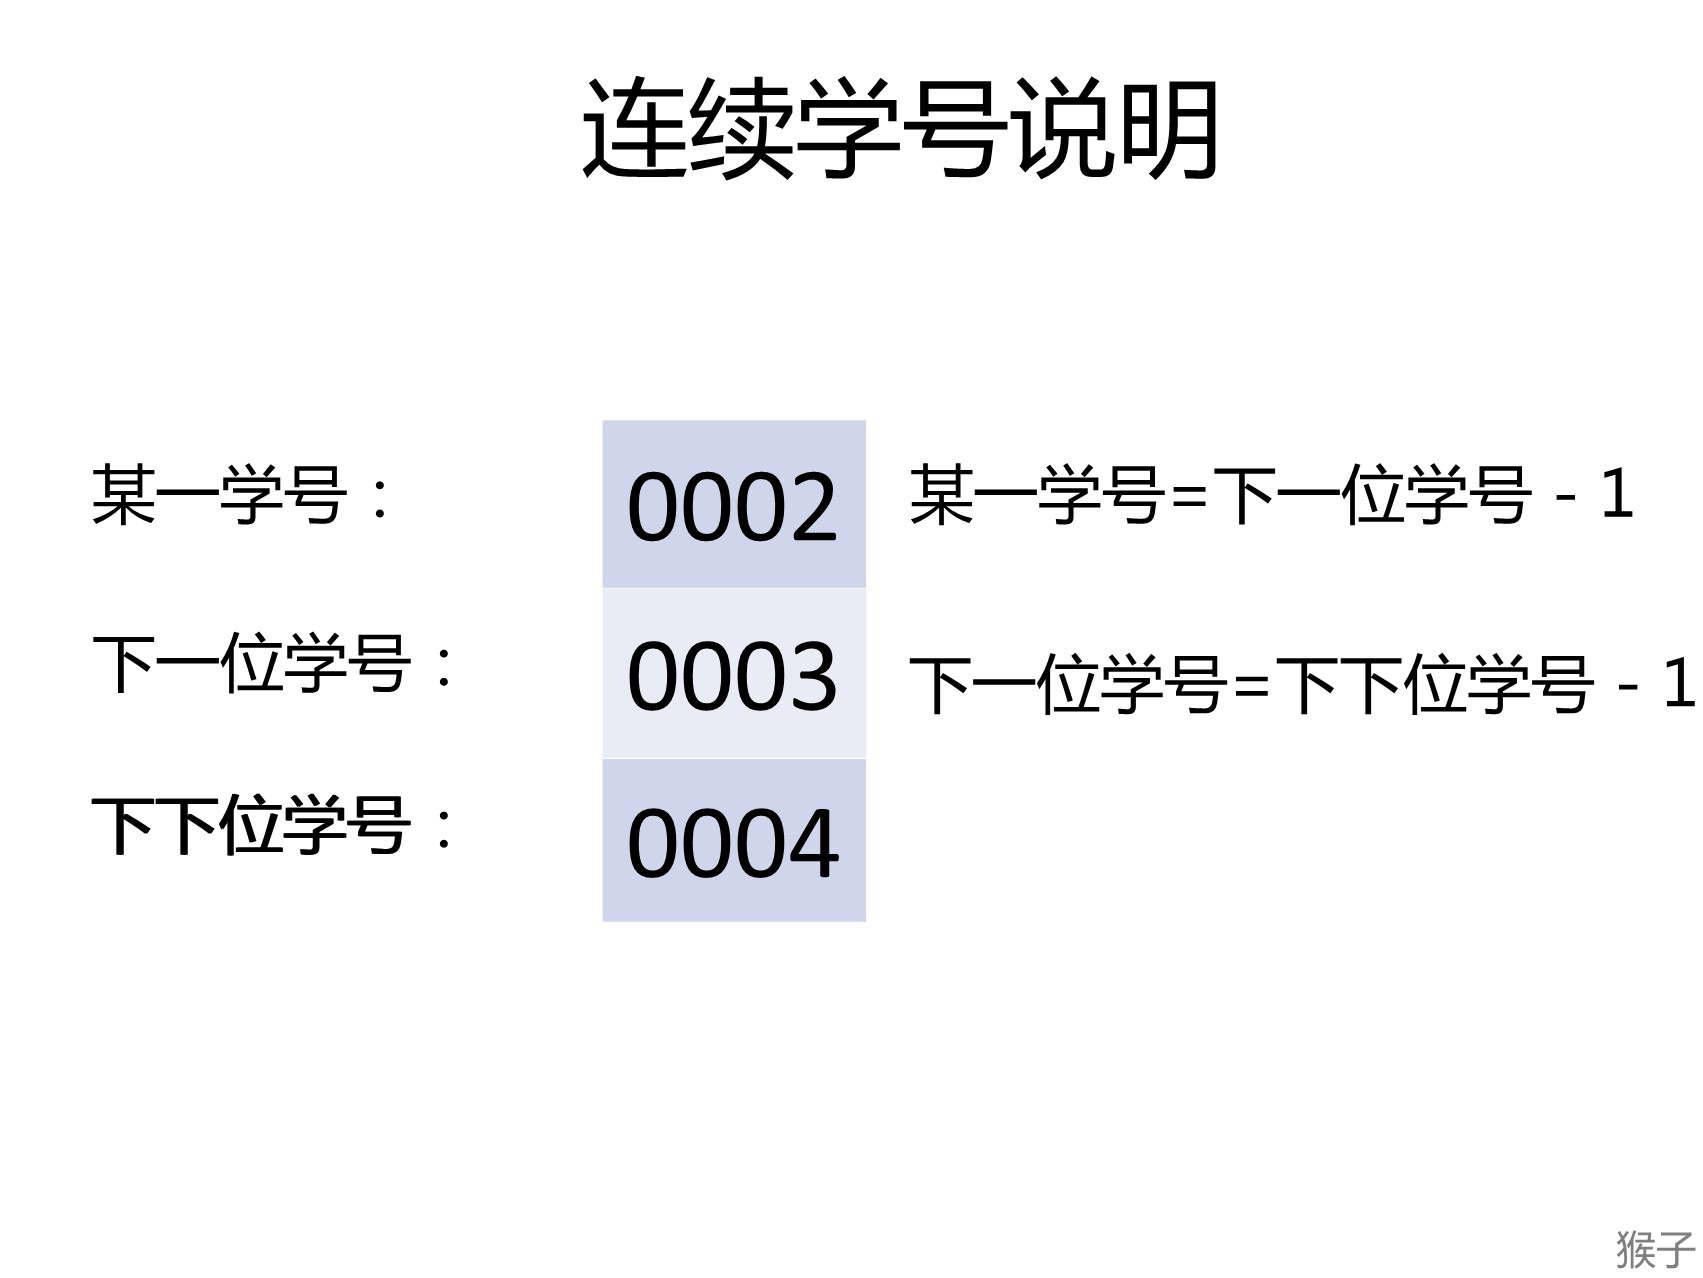 连续学号说明
某一学号： 0002 某一学号=下一位学号 - 1
下一位学号： 0003 下一位学号=下下位学号 - 1
下下位学号： 0004
猴子